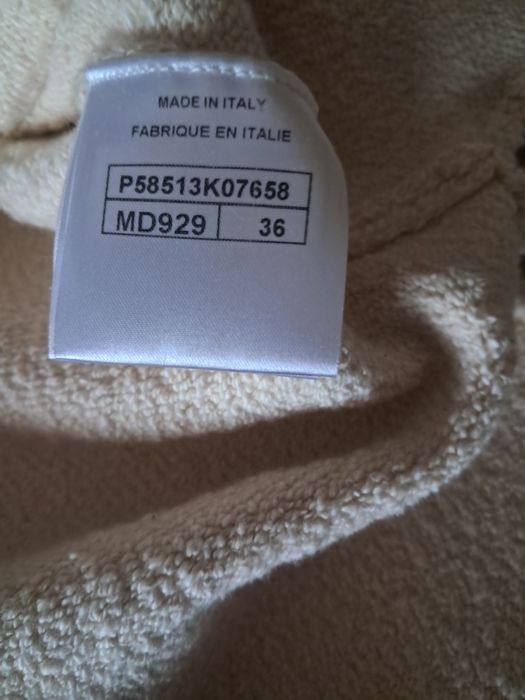 MADE IN ITALY
FABRIQUE EN ITALIE
P58513K07658
MD929 36